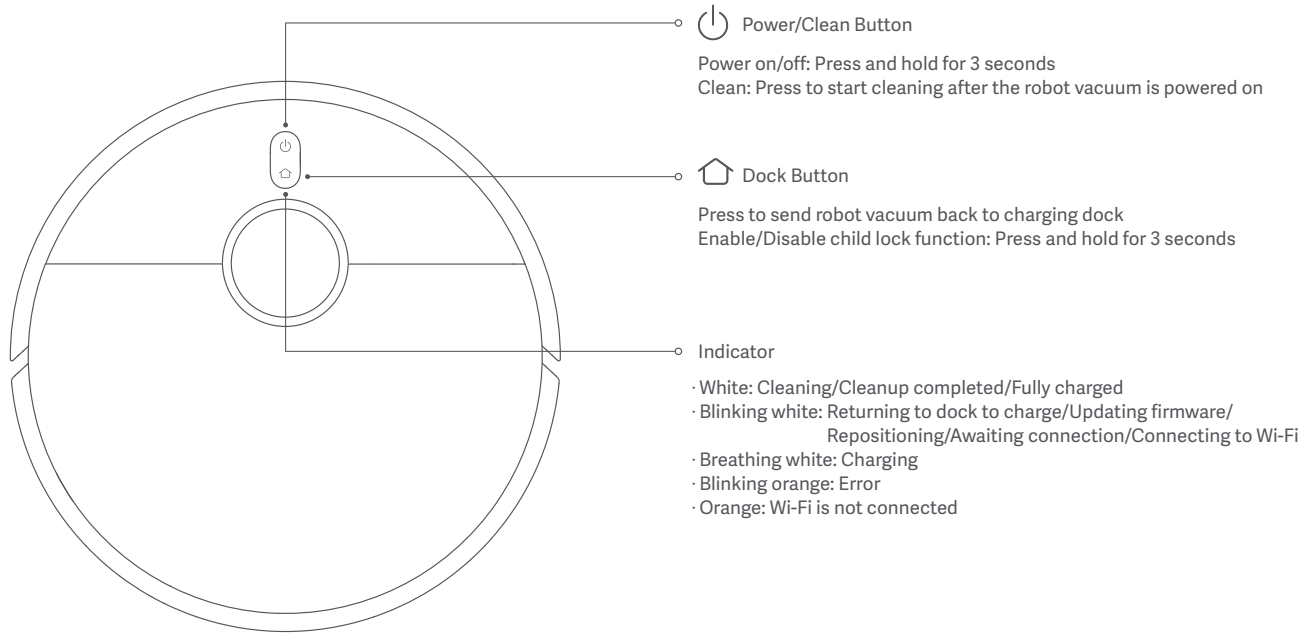 Power/Clean Button
Power on/off: Press and hold for 3 seconds
Clean: Press to start cleaning after the robot vacuum is powered on
Dock Button
Press to send robot vacuum back to charging dock
Enable/Disable child lock function: Press and hold for 3 seconds
Indicator
· White: Cleaning/Cleanup completed/Fully charged
· Blinking white: Returning to dock to charge/Updating firmware/
Repositioning/Awaiting connection/Connecting to Wi-Fi
· Breathing white: Charging
· Blinking orange: Error
· Orange: Wi-Fi is not connected